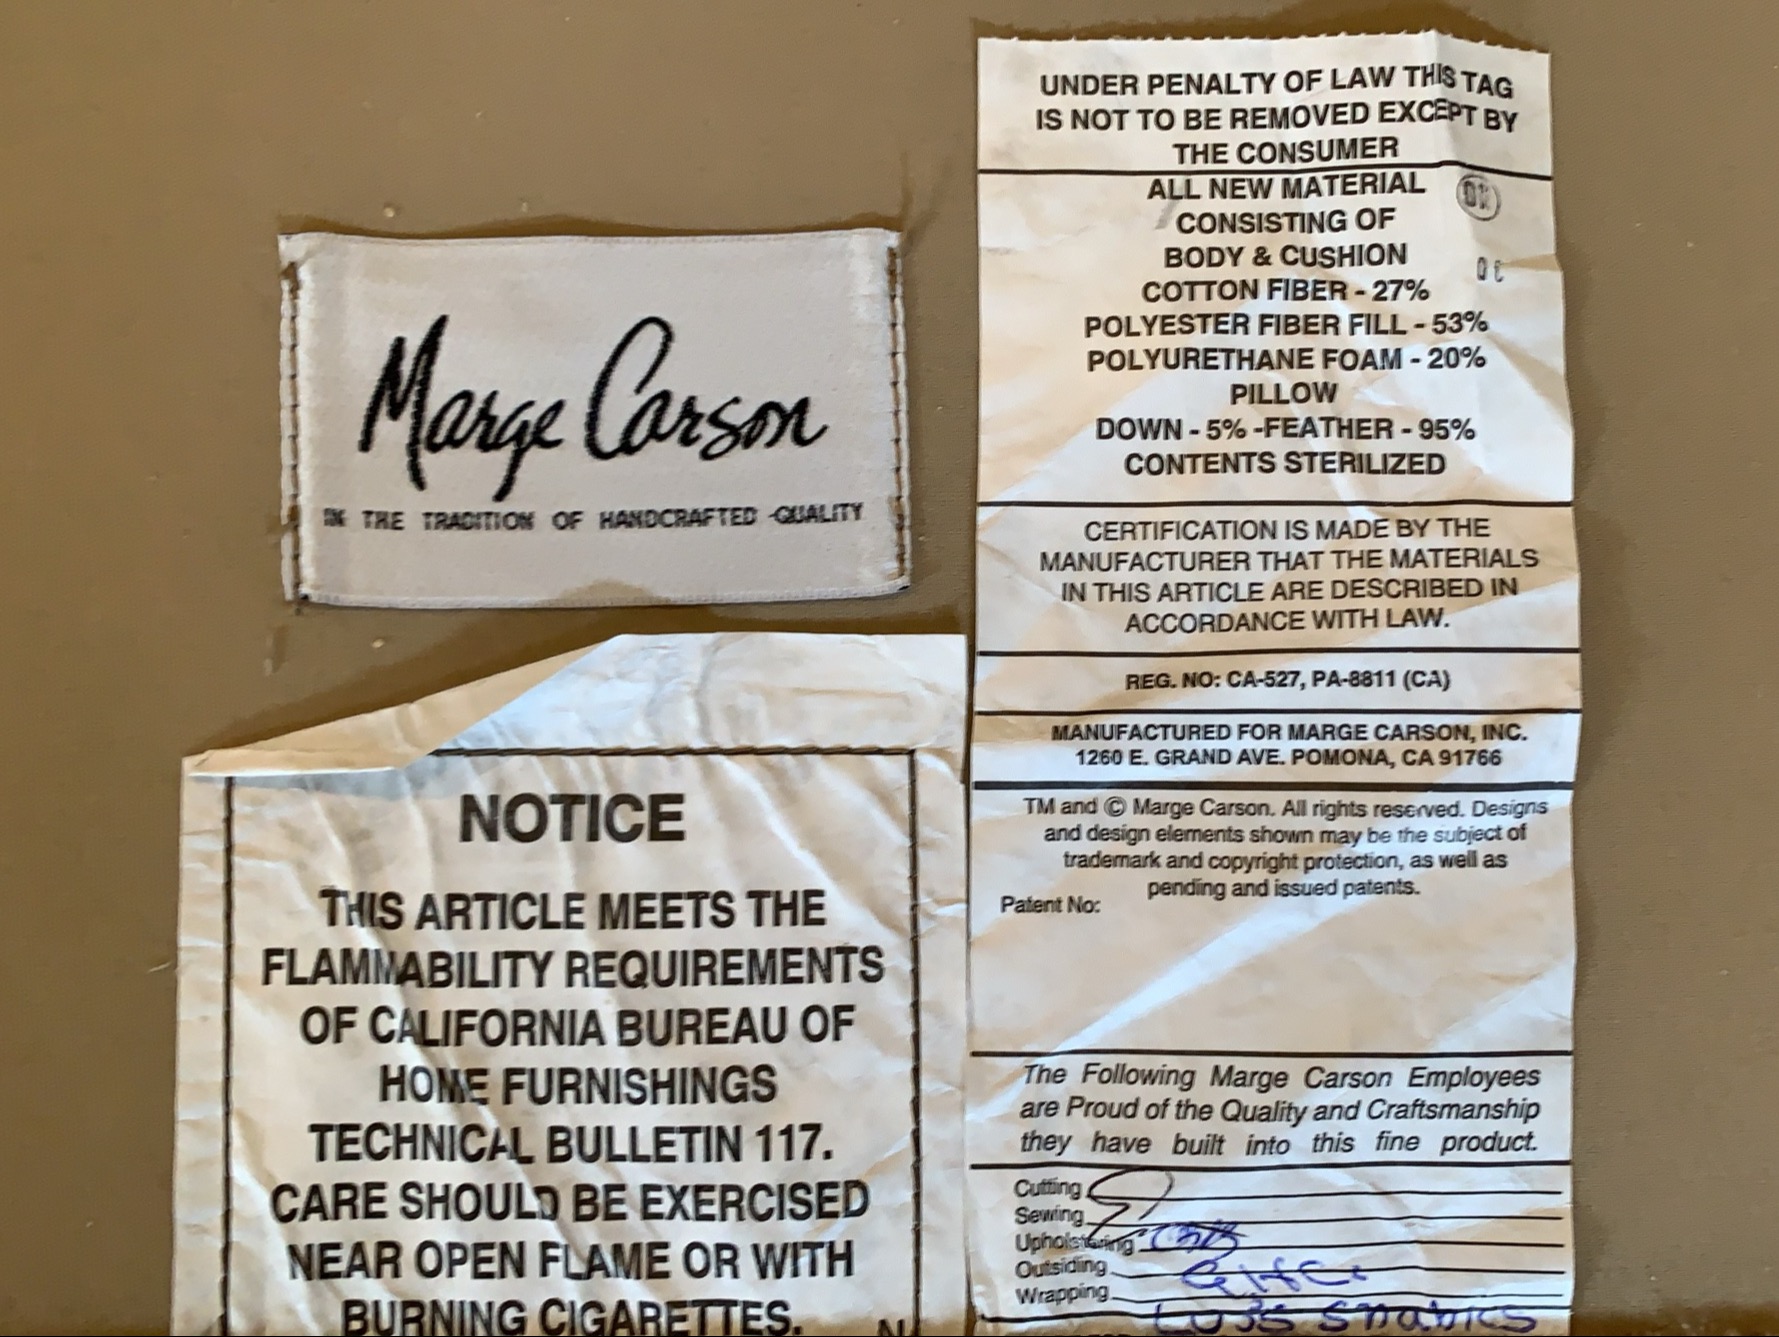 Marge Carson
IN THE TRADITION OF HANDCRAFTED QUALITY
NOTICE
THIS ARTICLE MEETS THE
FLAMMABILITY REQUIREMENTS
OF CALIFORNIA BUREAU OF
HOME FURNISHINGS
TECHNICAL BULLETIN 117.
CARE SHOULD BE EXERCISED
NEAR OPEN FLAME OR WITH
BURNING CIGARETTES.
UNDER PENALTY OF LAW THIS TAG
IS NOT TO BE REMOVED EXCEPT BY
THE CONSUMER
ALL NEW MATERIAL
CONSISTING OF
BODY & CUSHION
COTTON FIBER - 27%
POLYESTER FIBER FILL - 53%
POLYURETHANE FOAM - 20%
PILLOW
DOWN - 5% -FEATHER - 95%
CONTENTS STERILIZED
CERTIFICATION IS MADE BY THE
MANUFACTURER THAT THE MATERIALS
IN THIS ARTICLE ARE DESCRIBED IN
ACCORDANCE WITH LAW.
REG. NO: CA-527, PA-8811 (CA)
MANUFACTURED FOR MARGE CARSON, INC.
1260 E. GRAND AVE. POMONA, CA 91766
TM and © Marge Carson. All rights reserved. Designs
and design elements shown may be the subject of
trademark and copyright protection, as well as
pending and issued patents.
Patent No:
The Following Marge Carson Employees
are Proud of the Quality and Craftsmanship
they have built into this fine product.
Cutting
Sewing
Upholstering
Outsiding
Wrapping